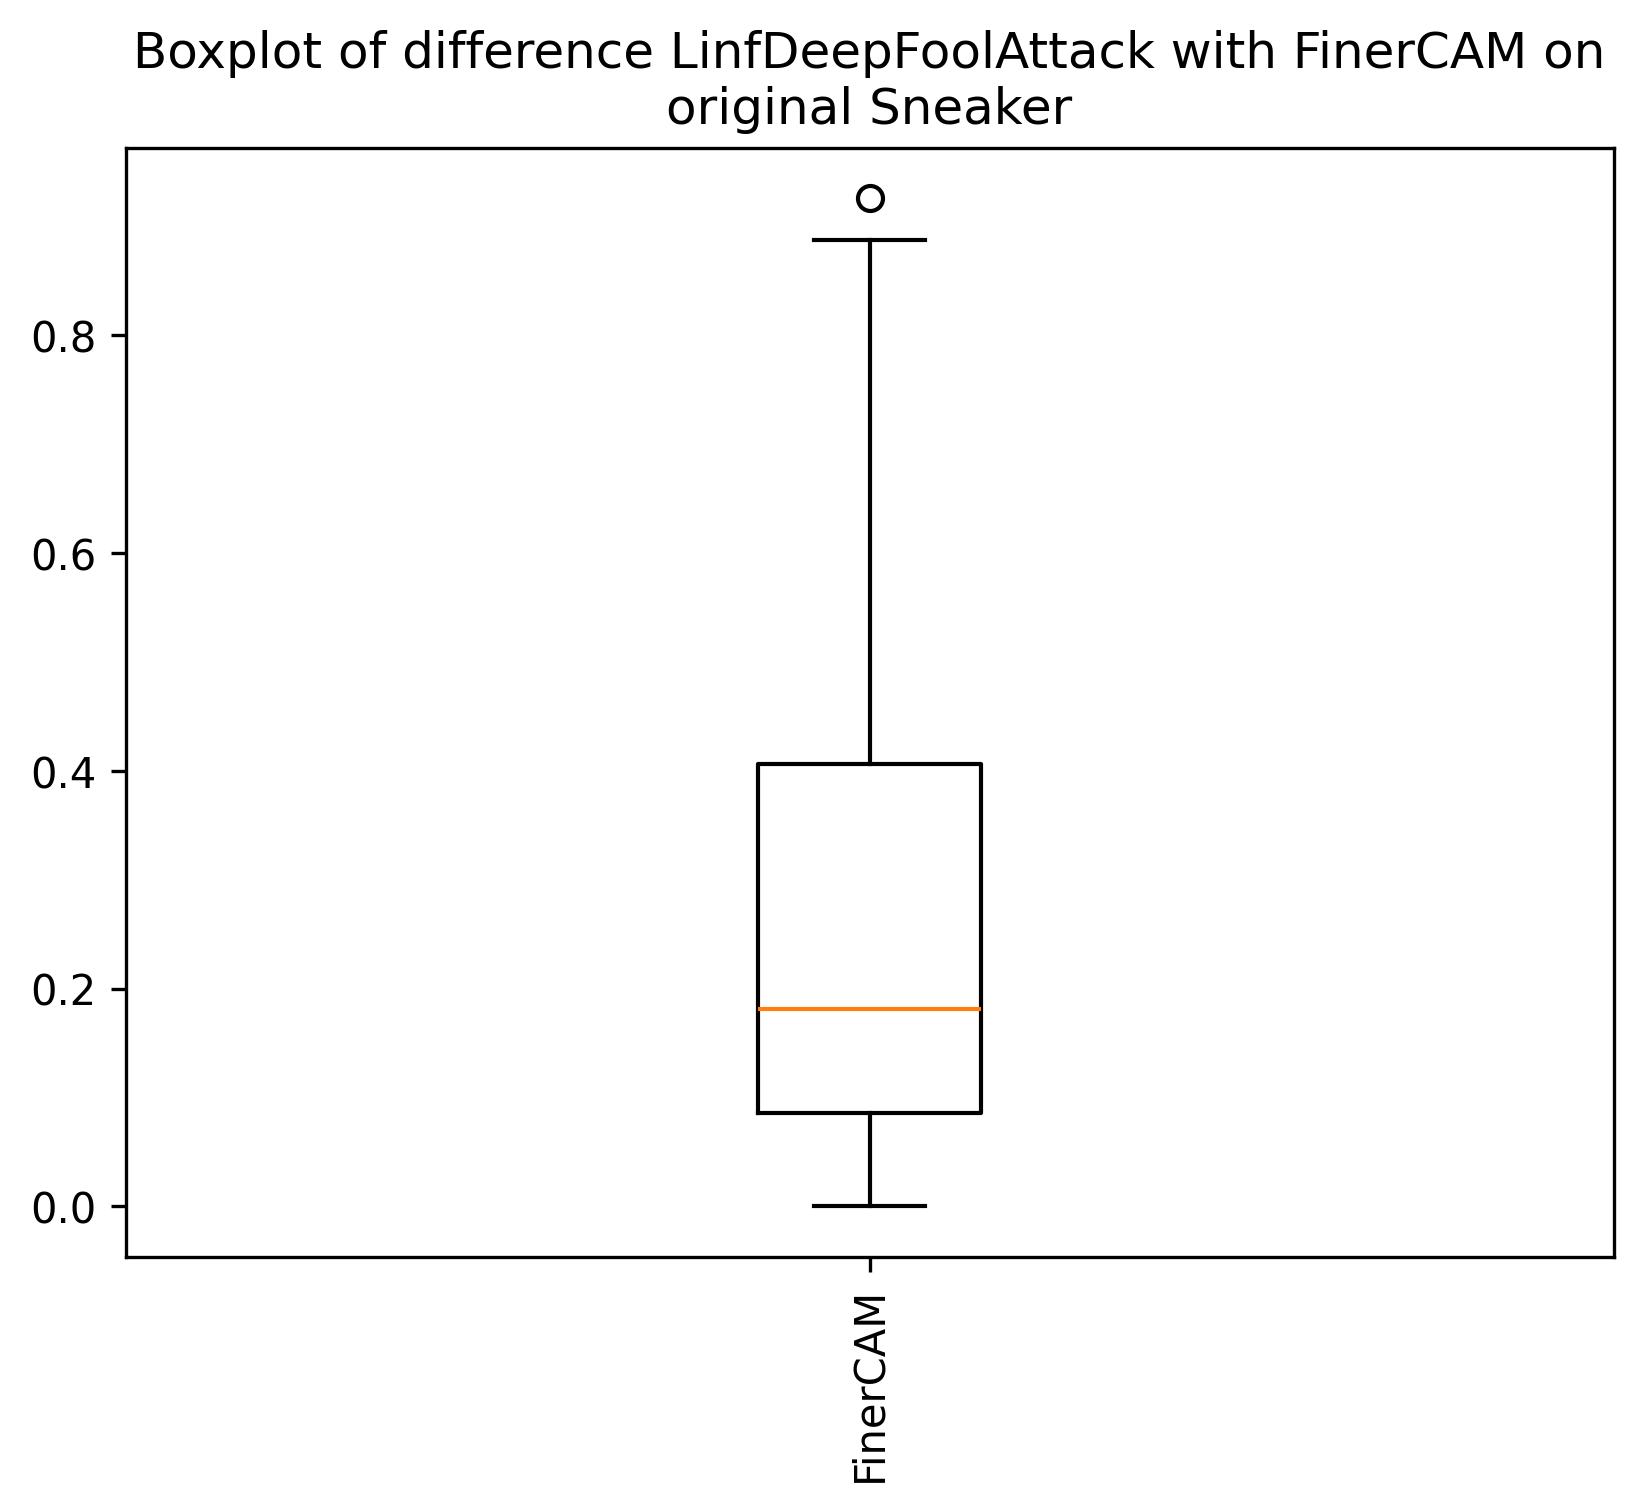 Boxplot of difference LinfDeepFoolAttack with FinerCAM on
original Sneaker
0.8
0.6
0.4
0.2
0.0
FinerCAM